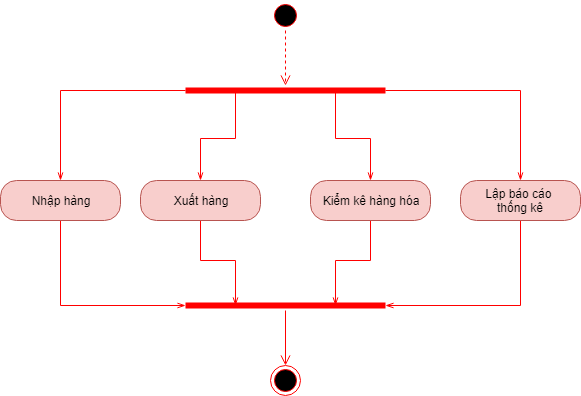 Nhập hàng
Xuất hàng
Kiểm kê hàng hóa
Lập báo cáo
thống kê